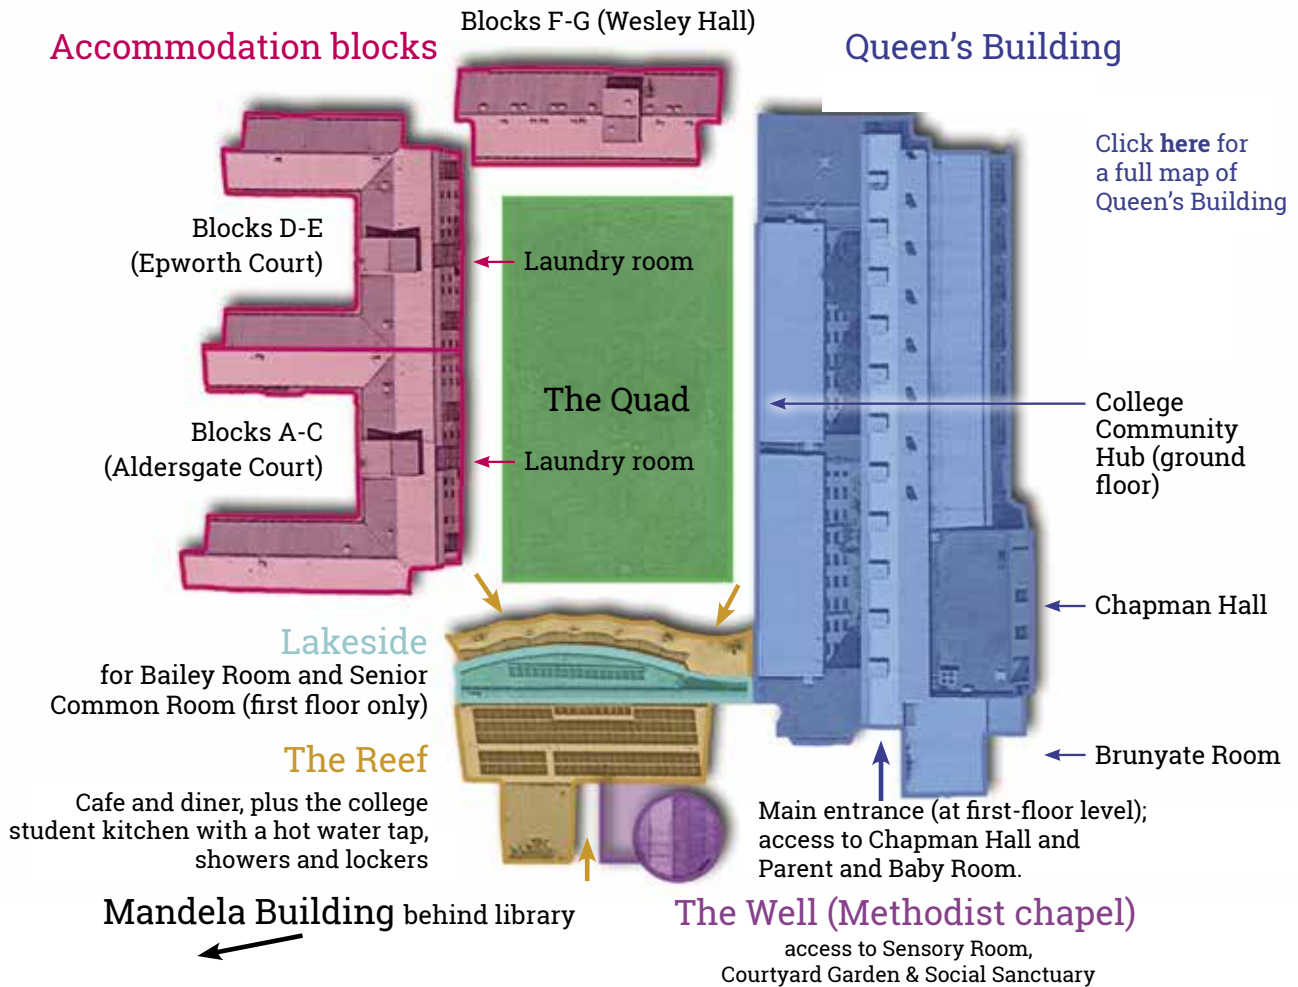 Blocks F-G (Wesley Hall)
Accommodation blocks
Queen's Building
Click here for
a full map of
Queen's Building
Blocks D-E
(Epworth Court)
Laundry room
The Quad
College
Community
Hub (ground
floor)
Blocks A-C
(Aldersgate Court)
Laundry room
Chapman Hall
Lakeside
for Bailey Room and Senior
Common Room (first floor only)
The Reef
Cafe and diner, plus the college
student kitchen with a hot water tap,
showers and lockers
Brunyate Room
Main entrance (at first-floor level);
access to Chapman Hall and
Parent and Baby Room.
Mandela Building behind library
The Well (Methodist chapel)
access to Sensory Room,
Courtyard Garden & Social Sanctuary